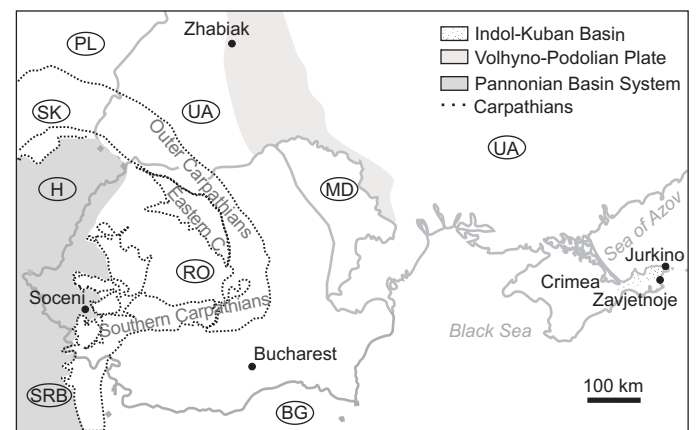 PL
Zhabiak
Indol-Kuban Basin
Volhyno-Podolian Plate
Pannonian Basin System
Carpathians
SK
UA
UA
Outer Carpathians
H
MD
Eastern C.
Sea of Azov
RO
Jurkino
Crimea
Zavjetnoje
Soceni
Southern Carpathians
Black Sea
Bucharest
100 km
SRB
BG